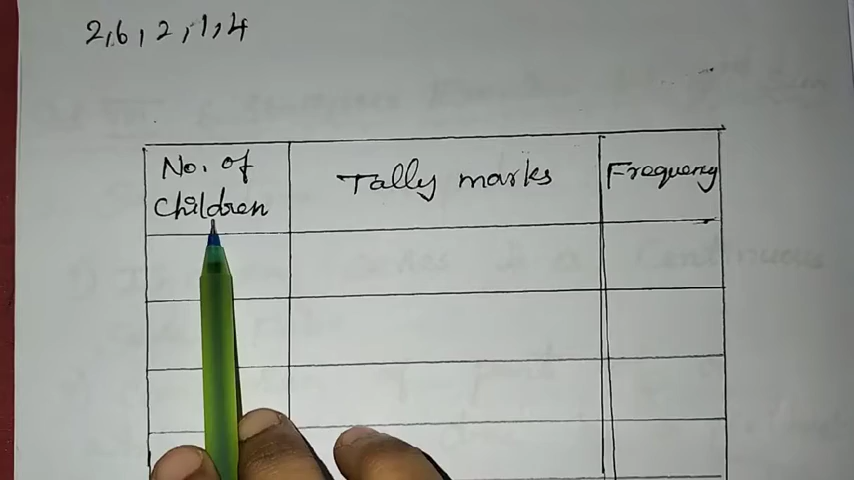 2, 6, 2, 1, 4
No. of Tally marks Frequency
Children